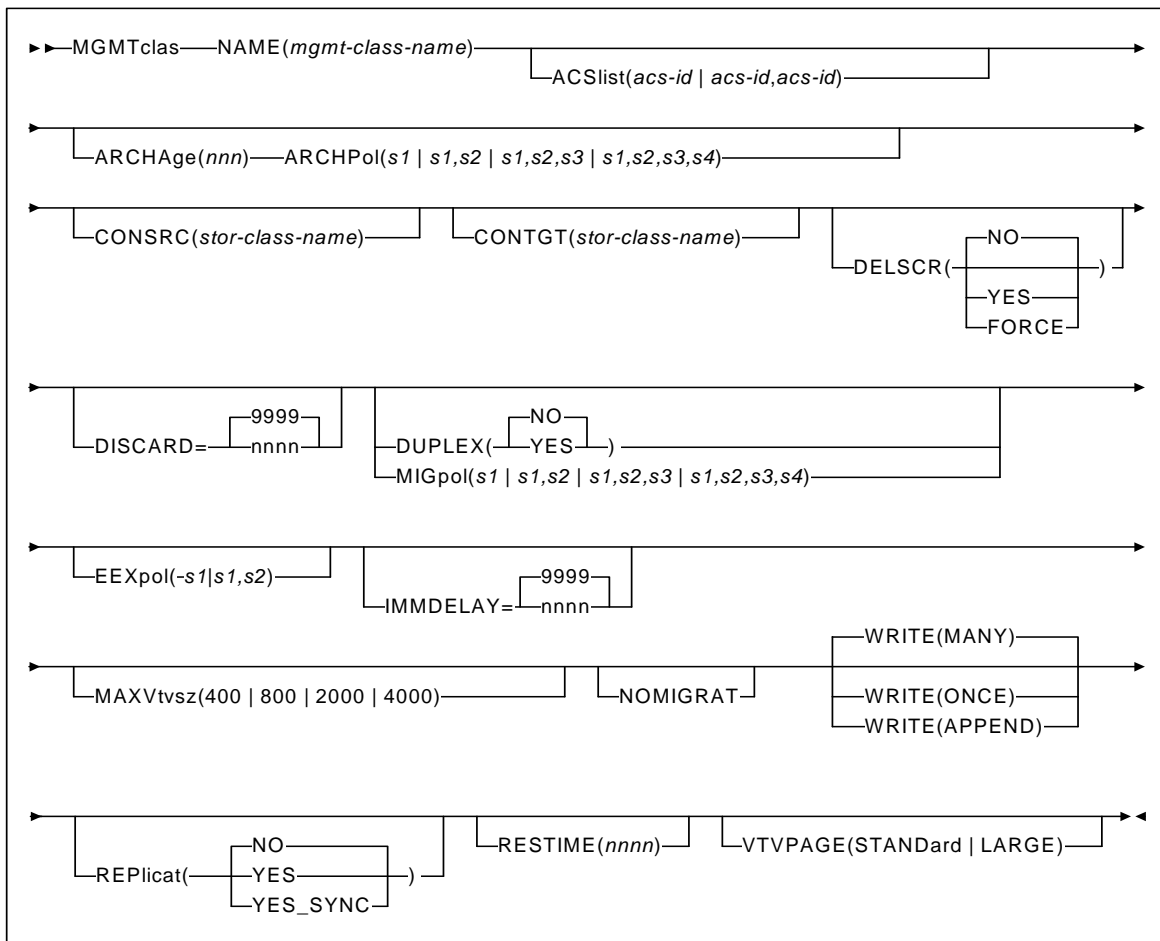 MGMTclas NAME(mgmt-class-name)
ACSlist(acs-id | acs-id,acs-id)
ARCHAge(nnn) ARCHPol(s1 | s1,s2 | s1,s2,s3 | s1,s2,s3,s4)
CONSRC(stor-class-name) CONTGT(stor-class-name)
NO
DELSCR( )
YES
FORCE
9999
DISCARD= nnnn
NO
DUPLEX( YES )
MIGpol(s1 | s1,s2 | s1,s2,s3 | s1,s2,s3,s4)
EEXpol(-s1|s1,s2)
9999
IMMDELAY= nnnn
WRITE(MANY)
MAXVtvsz(400 | 800 | 2000 | 4000) NOMIGRAT WRITE(ONCE)
WRITE(APPEND)
NO
REPlicat( YES )
YES_SYNC
RESTIME(nnnn) VTVPAGE(STANDard | LARGE)